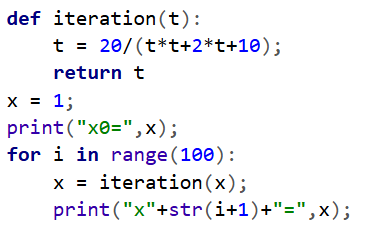 def iteration(t):
    t = 20/(t*t+2*t+10);
    return t
x = 1;
print("x0=",x);
for i in range(100):
    x = iteration(x);
    print("x"+str(i+1)+"=",x);